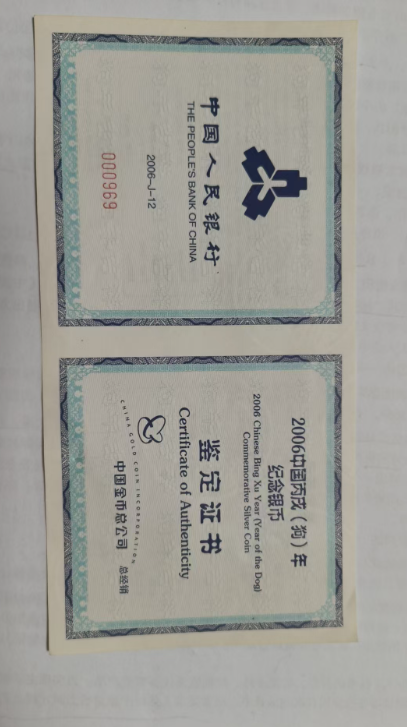 中国人民银行
THE PEOPLE'S BANK OF CHINA
2006-J-12
000969
2006中国丙戌（狗）年
纪念银币
2006 Chinese Bing Xu Year (Year of the Dog)
Commemorative Silver Coin
鉴定证书
Certificate of Authenticity
CHINA GOLD COIN INCORPORATION
中国金币总公司 总经销